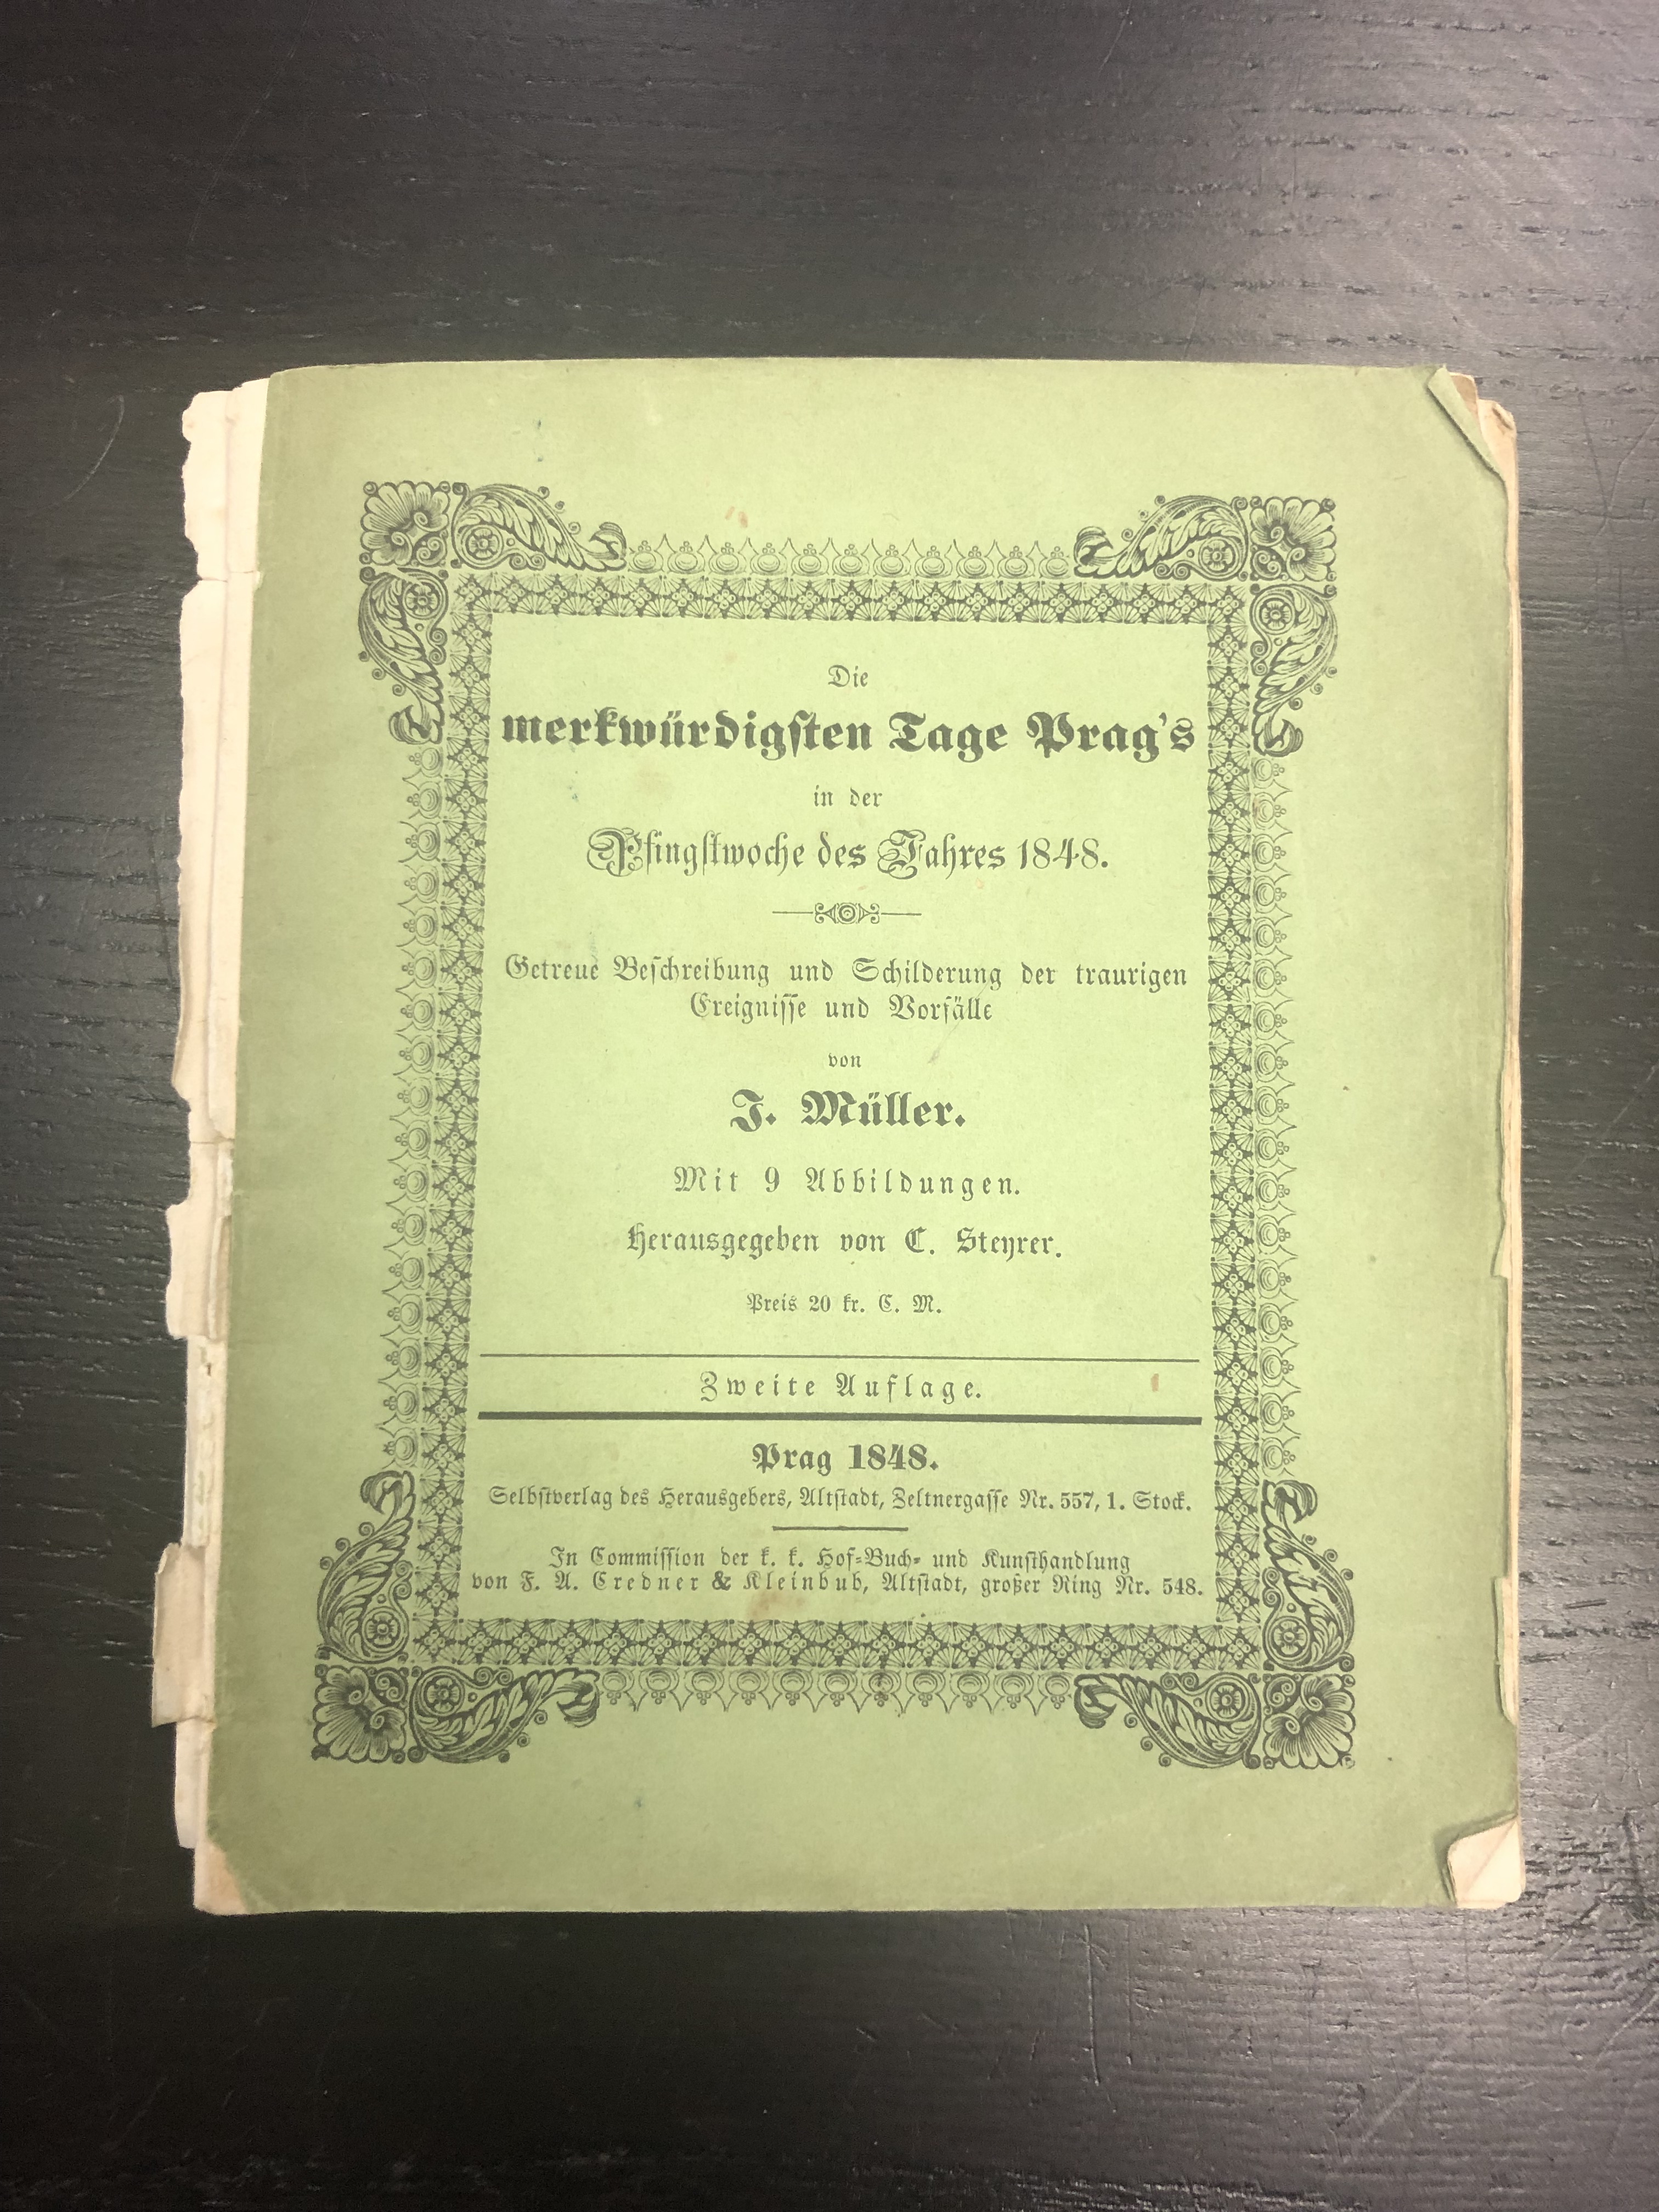 Die
merkwürdigsten Tage Prag's
in der
Pfingstwoche des Jahres 1848.
Getreue Beschreibung und Schilderung der traurigen
Ereignisse und Vorfälle
von
J. Müller.
Mit 9 Abbildungen.
Herausgegeben von C. Steyrer.
Preis 20 kr. C. M.
Zweite Auflage.
Prag 1848.
Selbstverlag des Herausgebers, Altstadt, Zeltnergasse Nr. 557, 1. Stock.
In Commission der k. k. Hof-Buch- und Kunsthandlung
von F. A. Credner & Kleinbub, Altstadt, großer Ring Nr. 548.